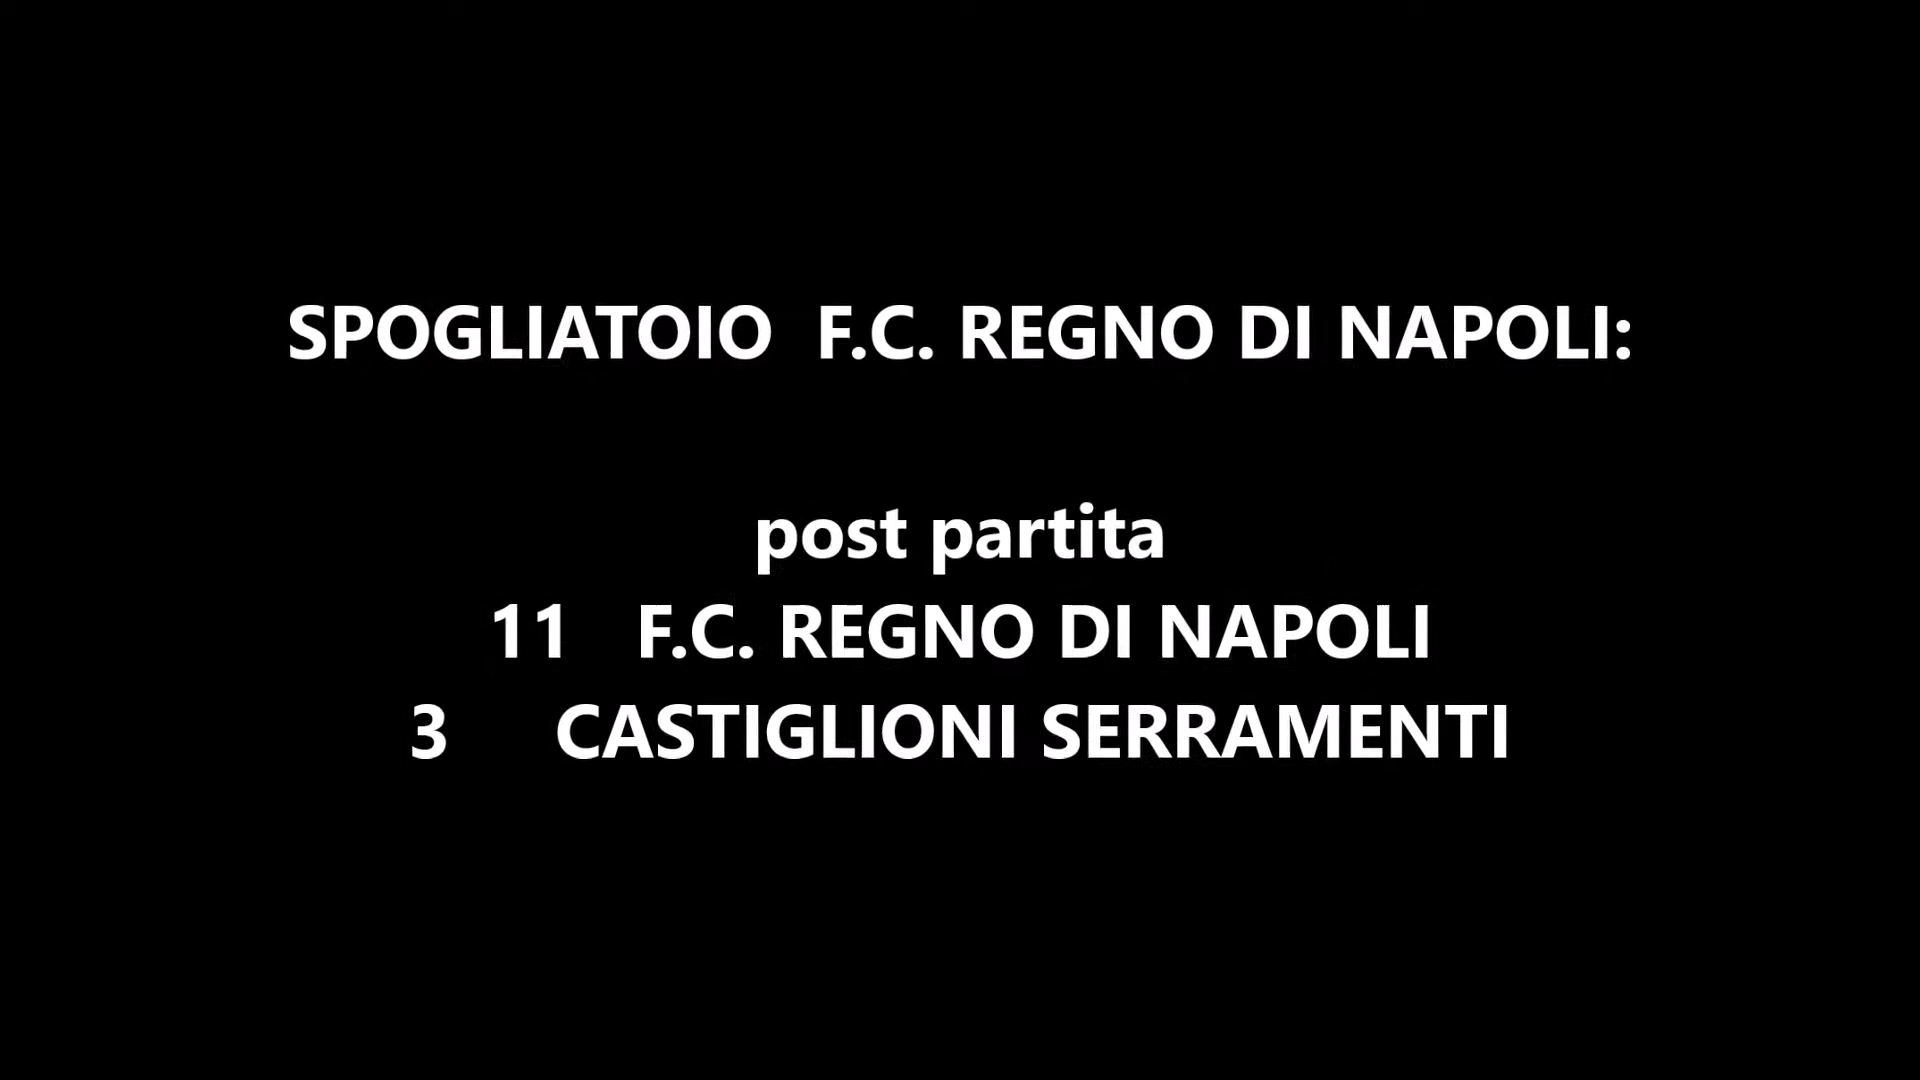 SPOGLIATOIO  F.C. REGNO DI NAPOLI:
post partita
11   F.C. REGNO DI NAPOLI
3     CASTIGLIONI SERRAMENTI